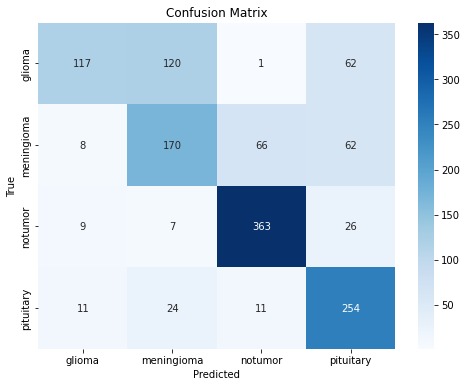 Confusion Matrix
True
glioma 117 120 1 62
meningioma 8 170 66 62
notumor 9 7 363 26
pituitary 11 24 11 254
glioma meningioma notumor pituitary
Predicted
350
300
250
200
150
100
50